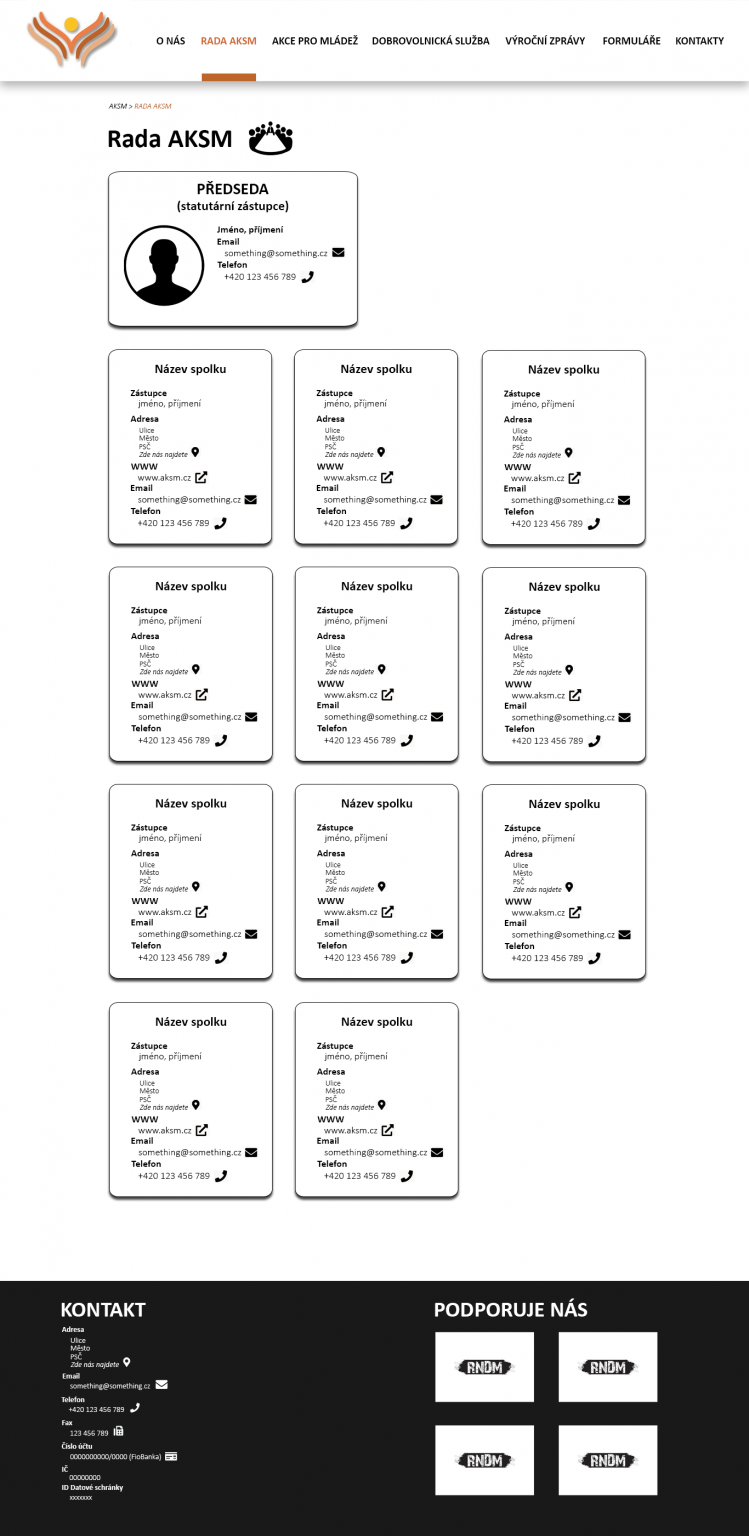 O NÁS RADA AKSM AKCE PRO MLÁDEŽ DOBROVOLNICKÁ SLUŽBA VÝROČNÍ ZPRÁVY FORMULÁŘE KONTAKTY
AKSM > RADA AKSM
Rada AKSM
PŘEDSEDA
(statutární zástupce)
Jméno, příjmení
Email
something@something.cz
Telefon
+420 123 456 789
Název spolku
Zástupce
jméno, příjmení
Adresa
Ulice
Město
PSČ
Zde nás najdete
WWW
www.aksm.cz
Email
something@something.cz
Telefon
+420 123 456 789
Název spolku
Zástupce
jméno, příjmení
Adresa
Ulice
Město
PSČ
Zde nás najdete
WWW
www.aksm.cz
Email
something@something.cz
Telefon
+420 123 456 789
Název spolku
Zástupce
jméno, příjmení
Adresa
Ulice
Město
PSČ
Zde nás najdete
WWW
www.aksm.cz
Email
something@something.cz
Telefon
+420 123 456 789
Název spolku
Zástupce
jméno, příjmení
Adresa
Ulice
Město
PSČ
Zde nás najdete
WWW
www.aksm.cz
Email
something@something.cz
Telefon
+420 123 456 789
Název spolku
Zástupce
jméno, příjmení
Adresa
Ulice
Město
PSČ
Zde nás najdete
WWW
www.aksm.cz
Email
something@something.cz
Telefon
+420 123 456 789
Název spolku
Zástupce
jméno, příjmení
Adresa
Ulice
Město
PSČ
Zde nás najdete
WWW
www.aksm.cz
Email
something@something.cz
Telefon
+420 123 456 789
Název spolku
Zástupce
jméno, příjmení
Adresa
Ulice
Město
PSČ
Zde nás najdete
WWW
www.aksm.cz
Email
something@something.cz
Telefon
+420 123 456 789
Název spolku
Zástupce
jméno, příjmení
Adresa
Ulice
Město
PSČ
Zde nás najdete
WWW
www.aksm.cz
Email
something@something.cz
Telefon
+420 123 456 789
Název spolku
Zástupce
jméno, příjmení
Adresa
Ulice
Město
PSČ
Zde nás najdete
WWW
www.aksm.cz
Email
something@something.cz
Telefon
+420 123 456 789
Název spolku
Zástupce
jméno, příjmení
Adresa
Ulice
Město
PSČ
Zde nás najdete
WWW
www.aksm.cz
Email
something@something.cz
Telefon
+420 123 456 789
Název spolku
Zástupce
jméno, příjmení
Adresa
Ulice
Město
PSČ
Zde nás najdete
WWW
www.aksm.cz
Email
something@something.cz
Telefon
+420 123 456 789
KONTAKT
Adresa
Ulice
Město
PSČ
Zde nás najdete
Email
something@something.cz
Telefon
+420 123 456 789
Fax
123 456 789
Číslo účtu
0000000000/0000 (FioBanka)
IČ
00000000
ID Datové schránky
xxxxxxx
PODPORUJE NÁS
RNDM
RNDM
RNDM
RNDM